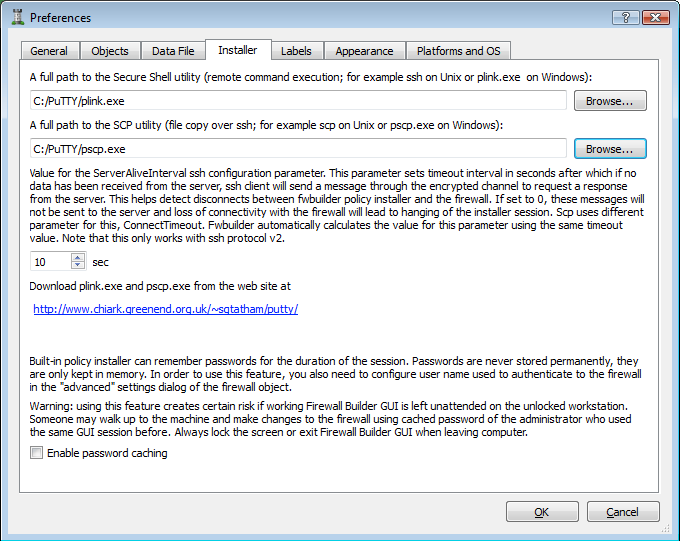 Preferences
General Objects Data File Installer Labels Appearance Platforms and OS
A full path to the Secure Shell utility (remote command execution; for example ssh on Unix or plink.exe on Windows):
C:/PuTTY/plink.exe Browse...
A full path to the SCP utility (file copy over ssh; for example scp on Unix or pscp.exe on Windows):
C:/PuTTY/pscp.exe Browse...
Value for the ServerAliveInterval ssh configuration parameter. This parameter sets timeout interval in seconds after which if no
data has been received from the server, ssh client will send a message through the encrypted channel to request a response
from the server. This helps detect disconnects between fwbuilder policy installer and the firewall. If set to 0, these messages will
not be sent to the server and loss of connectivity with the firewall will lead to hanging of the installer session. Scp uses different
parameter for this, ConnectTimeout. Fwbuilder automatically calculates the value for this parameter using the same timeout
value. Note that this only works with ssh protocol v2.
10 sec
Download plink.exe and pscp.exe from the web site at
http://www.chiark.greenend.org.uk/~sgtatham/putty/
Built-in policy installer can remember passwords for the duration of the session. Passwords are never stored permanently, they
are only kept in memory. In order to use this feature, you also need to configure user name used to authenticate to the firewall
in the "advanced" settings dialog of the firewall object.
Warning: using this feature creates certain risk if working Firewall Builder GUI is left unattended on the unlocked workstation.
Someone may walk up to the machine and make changes to the firewall using cached password of the administrator who used
the same GUI session before. Always lock the screen or exit Firewall Builder GUI when leaving computer.
Enable password caching
OK Cancel